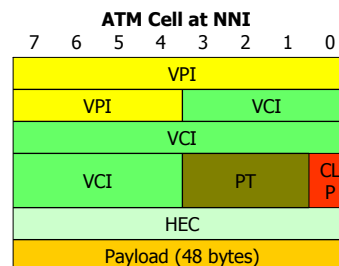 ATM Cell at NNI
7 6 5 4 3 2 1 0
VPI
VPI VCI
VCI
VCI PT CL
P
HEC
Payload (48 bytes)